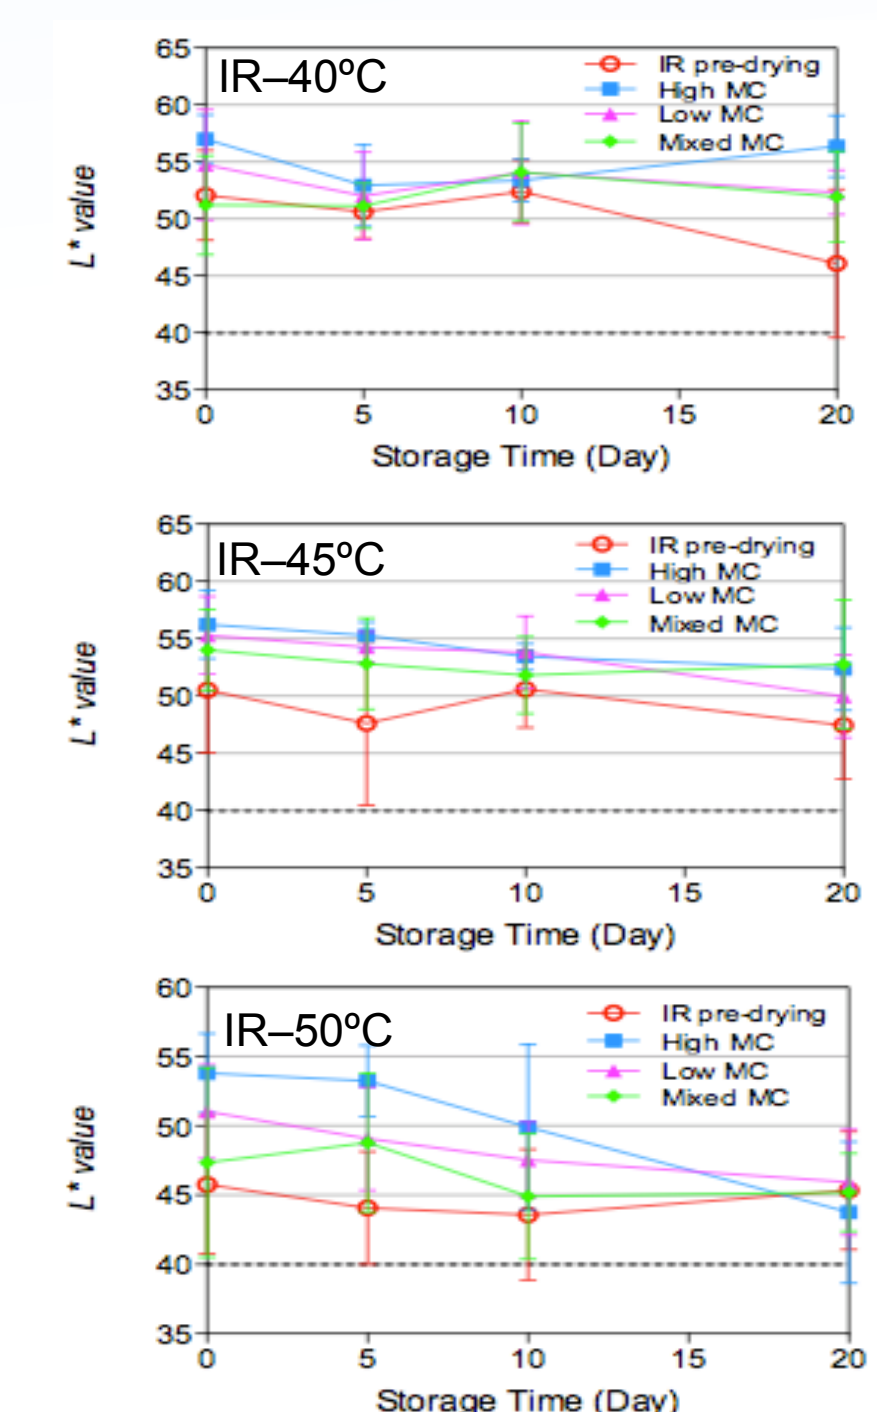 65
IR–40ºC
IR pre-drying
High MC
Low MC
Mixed MC
60
55
50
45
40
35
L* value
0 5 10 15 20
Storage Time (Day)
65
IR–45ºC
IR pre-drying
High MC
Low MC
Mixed MC
60
55
50
45
40
35
L* value
0 5 10 15 20
Storage Time (Day)
60
IR–50ºC
IR pre-drying
High MC
Low MC
Mixed MC
55
50
45
40
35
L* value
0 5 10 15 20
Storage Time (Day)